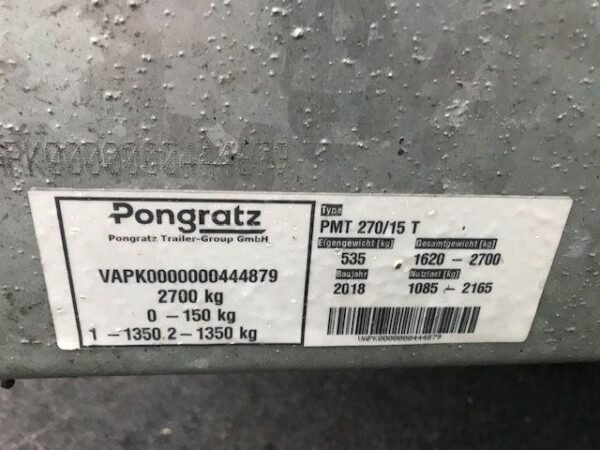 VAPK0000000444879
Pongratz
Pongratz Trailer-Group GmbH
VAPK0000000444879
2700 kg
0 – 150 kg
1 – 1350 2 – 1350 kg
Type
PMT 270/15 T
Eigengewicht [kg] Gesamtgewicht [kg]
535 1620 – 2700
Baujahr Nutzlast [kg]
2018 1085 – 2165
VAPK0000000444879